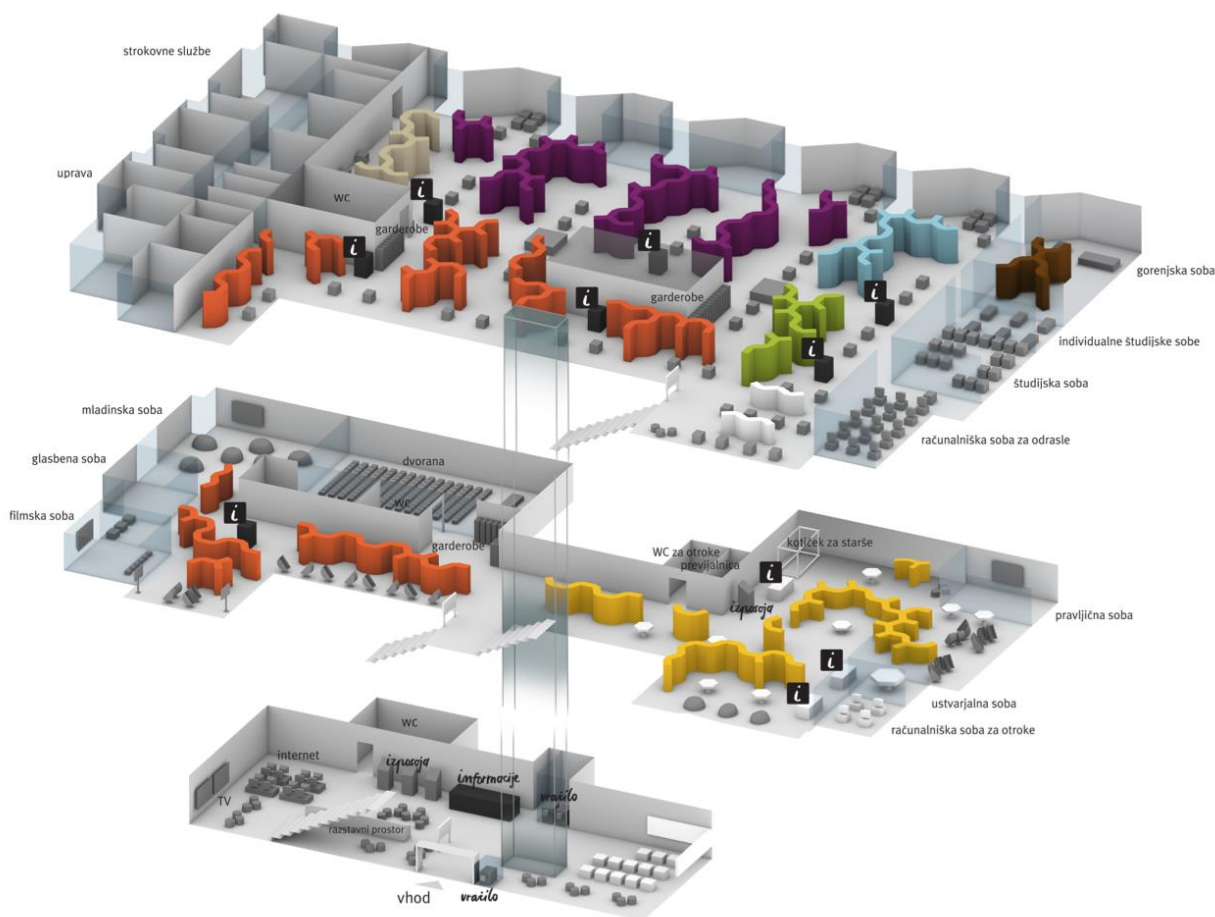 strokovne službe
uprava
WC
i
garderobe
i
i
garderobe
i
i
i
gorenjska soba
individualne študijske sobe
študijska soba
računalniška soba za odrasle
mladinska soba
glasbena soba
filmska soba
dvorana
WC
i
garderobe
WC za otroke
previjalnica
kotiček za starše
i
izposoja
pravljična soba
i
i
ustvarjalna soba
računalniška soba za otroke
WC
internet
izposoja
informacije
vračilo
TV
razstavni prostor
vhod
vračilo